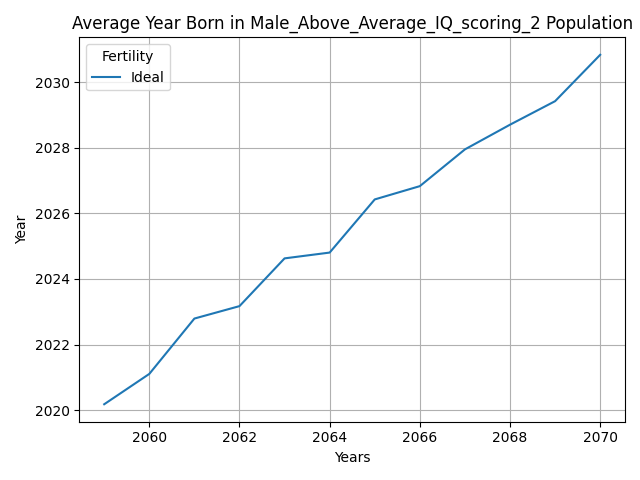 Average Year Born in Male_Above_Average_IQ_scoring_2 Population
Fertility
Ideal
2030
2028
2026
2024
2022
2020
Year
2060 2062 2064 2066 2068 2070
Years